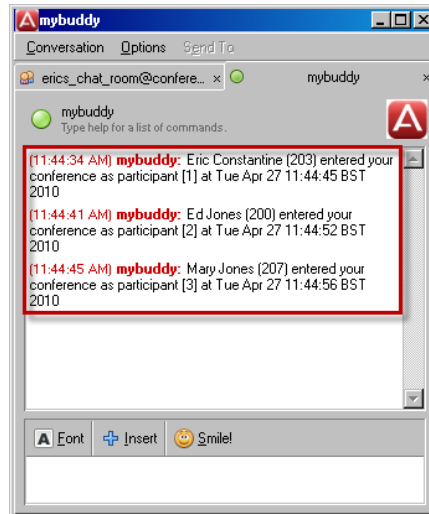 mybuddy
Conversation Options Send To
erics_chat_room@confere... × mybuddy ×
mybuddy
Type help for a list of commands.
(11:44:34 AM) mybuddy: Eric Constantine (203) entered your
conference as participant [1] at Tue Apr 27 11:44:45 BST
2010
(11:44:41 AM) mybuddy: Ed Jones (200) entered your
conference as participant [2] at Tue Apr 27 11:44:52 BST
2010
(11:44:45 AM) mybuddy: Mary Jones (207) entered your
conference as participant [3] at Tue Apr 27 11:44:56 BST
2010
A Font Insert Smile!